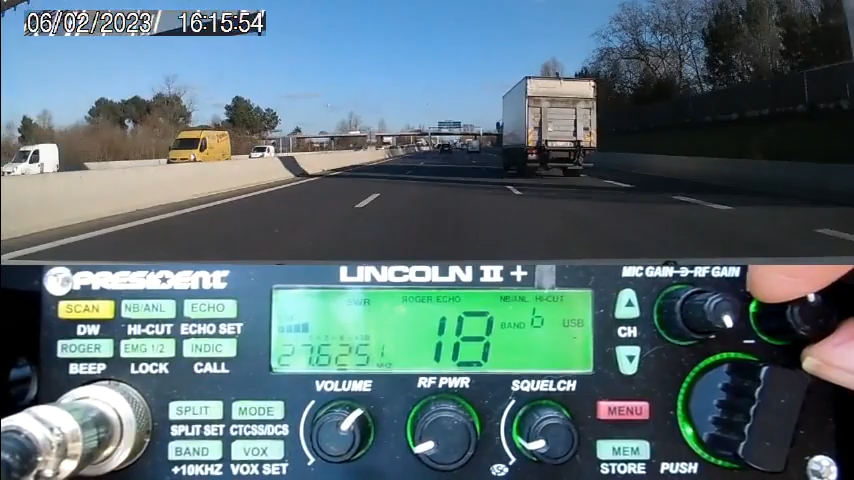 06/02/2023 16:15:54
PRESIDENT LINCOLN II + MIC GAIN RF GAIN
SCAN NB/ANL ECHO
DW HI-CUT ECHO SET
ROGER EMG 1/2 INDIC
BEEP LOCK CALL
SPLIT MODE
SPLIT SET CTCSS/DCS
BAND VOX
+10KHZ VOX SET
SWR ROGER ECHO NB/ANL HI-CUT
18 BAND 6 USB
27.6251
VOLUME RF PWR SQUELCH
CH
MENU
MEM
STORE PUSH